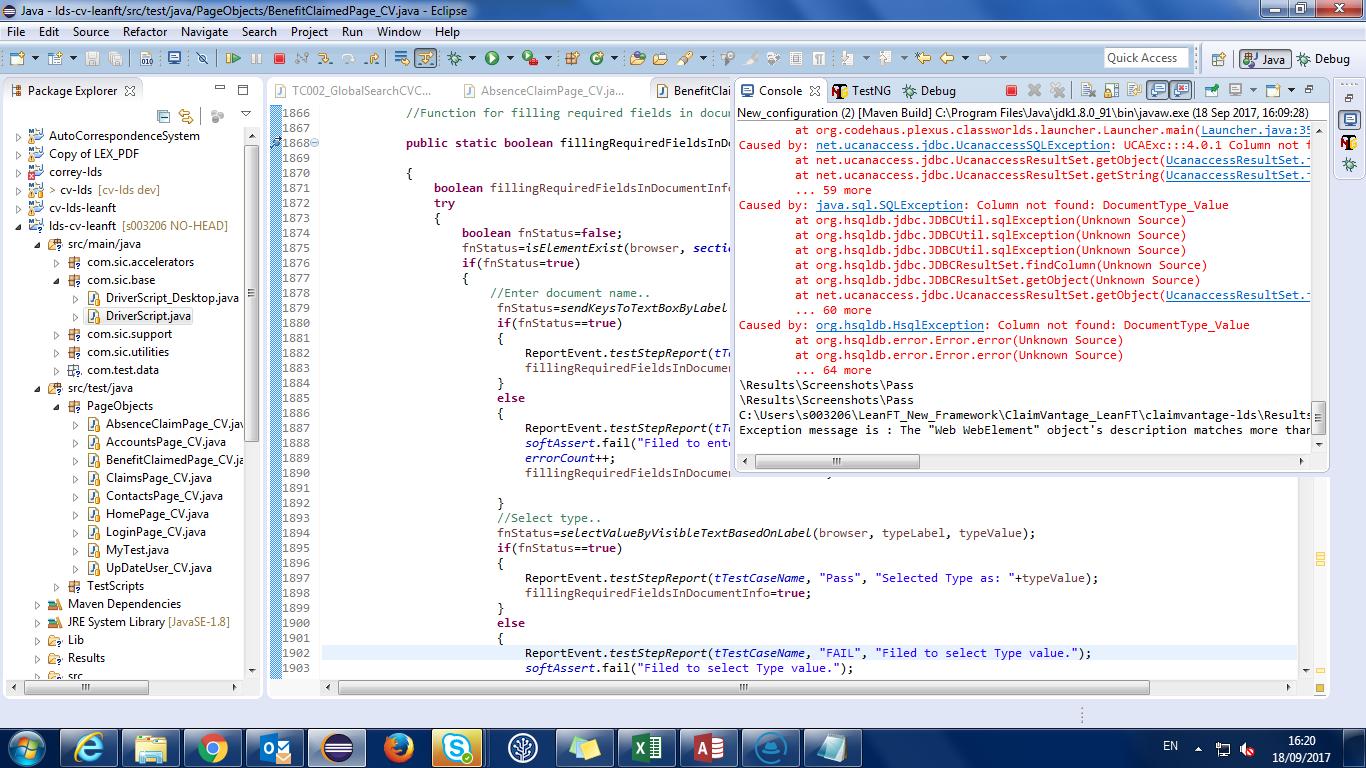 Java - lds-cv-leanft/src/test/java/PageObjects/BenefitClaimedPage_CV.java - Eclipse
File Edit Source Refactor Navigate Search Project Run Window Help
Quick Access Java Debug
Package Explorer
AutoCorrespondenceSystem
Copy of LEX_PDF
correy-lds
> cv-lds [cv-lds dev]
cv-lds-leanft
lds-cv-leanft [s003206 NO-HEAD]
src/main/java
com.sic.accelerators
com.sic.base
DriverScript_Desktop.java
DriverScript.java
com.sic.support
com.sic.utilities
com.test.data
src/test/java
PageObjects
AbsenceClaimPage_CV.jav
AccountsPage_CV.java
BenefitClaimedPage_CV.ja
ClaimsPage_CV.java
ContactsPage_CV.java
HomePage_CV.java
LoginPage_CV.java
MyTest.java
UpDateUser_CV.java
TestScripts
Maven Dependencies
JRE System Library [JavaSE-1.8]
Lib
Results
src
TC002_GlobalSearchCVC... AbsenceClaimPage_CV.ja... BenefitClai
1866 //Function for filling required fields in docu
1867
1868 public static boolean fillingRequiredFieldsInD
1869
1870 {
1871 boolean fillingRequiredFieldsInDocumentInfo
1872 try
1873 {
1874 boolean fnStatus=false;
1875 fnStatus=isElementExist(browser, sectio
1876 if(fnStatus=true)
1877 {
1878 //Enter document name..
1879 fnStatus=sendKeysToTextBoxByLabel
1880 if(fnStatus==true)
1881 {
1882 ReportEvent.testStepReport(tTe
1883 fillingRequiredFieldsInDocumen
1884 }
1885 else
1886 {
1887 ReportEvent.testStepReport(tTe
1888 softAssert.fail("Filed to ente
1889 errorCount++;
1890 fillingRequiredFieldsInDocumen
1891
1892 }
1893 //Select type..
1894 fnStatus=selectValueByVisibleTextBasedOnLabel(browser, typeLabel, typeValue);
1895 if(fnStatus==true)
1896 {
1897 ReportEvent.testStepReport(tTestCaseName, "Pass", "Selected Type as: "+typeValue);
1898 fillingRequiredFieldsInDocumentInfo=true;
1899 }
1900 else
1901 {
1902 ReportEvent.testStepReport(tTestCaseName, "FAIL", "Filed to select Type value.");
1903 softAssert.fail("Filed to select Type value.");
Console TestNG Debug
New_configuration (2) [Maven Build] C:\Program Files\Java\jdk1.8.0_91\bin\javaw.exe (18 Sep 2017, 16:09:28)
at org.codehaus.plexus.classworlds.launcher.Launcher.main(Launcher.java:35
Caused by: net.ucanaccess.jdbc.UcanaccessSQLException: UCAExc:::4.0.1 Column not f
at net.ucanaccess.jdbc.UcanaccessResultSet.getObject(UcanaccessResultSet.
at net.ucanaccess.jdbc.UcanaccessResultSet.getString(UcanaccessResultSet.
... 59 more
Caused by: java.sql.SQLException: Column not found: DocumentType_Value
at org.hsqldb.jdbc.JDBCUtil.sqlException(Unknown Source)
at org.hsqldb.jdbc.JDBCUtil.sqlException(Unknown Source)
at org.hsqldb.jdbc.JDBCResultSet.findColumn(Unknown Source)
at org.hsqldb.jdbc.JDBCResultSet.getObject(Unknown Source)
at net.ucanaccess.jdbc.UcanaccessResultSet.getObject(UcanaccessResultSet.
... 60 more
Caused by: org.hsqldb.HsqlException: Column not found: DocumentType_Value
at org.hsqldb.error.Error.error(Unknown Source)
at org.hsqldb.error.Error.error(Unknown Source)
... 64 more
\Results\Screenshots\Pass
\Results\Screenshots\Pass
C:\Users\s003206\LeanFT_New_Framework\ClaimVantage_LeanFT\claimvantage-lds\Results
Exception message is : The "Web WebElement" object's description matches more than
EN
16:20
18/09/2017